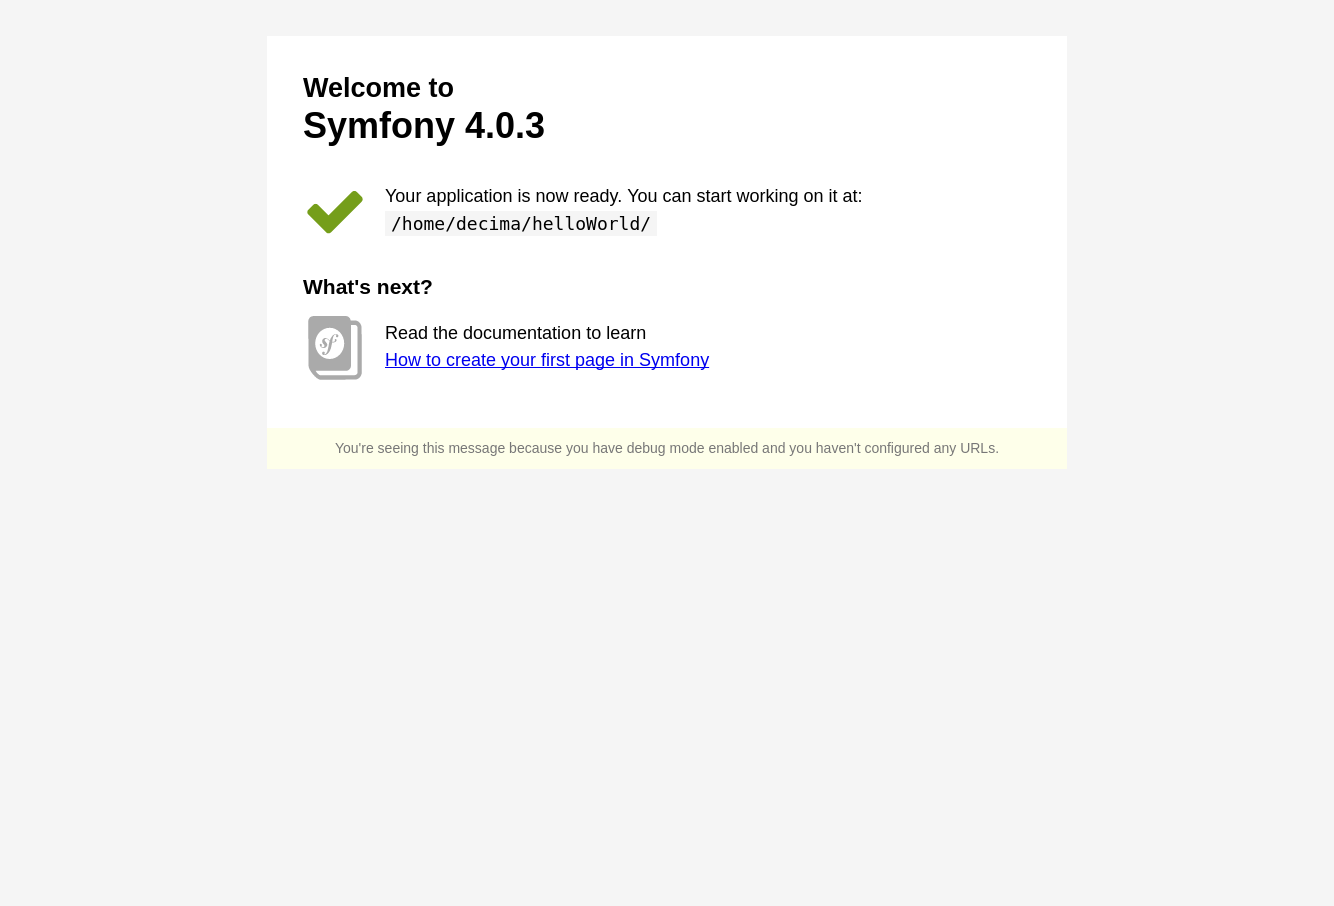 Welcome to
Symfony 4.0.3
Your application is now ready. You can start working on it at:
/home/decima/helloWorld/
What's next?
sf
Read the documentation to learn
How to create your first page in Symfony
You're seeing this message because you have debug mode enabled and you haven't configured any URLs.